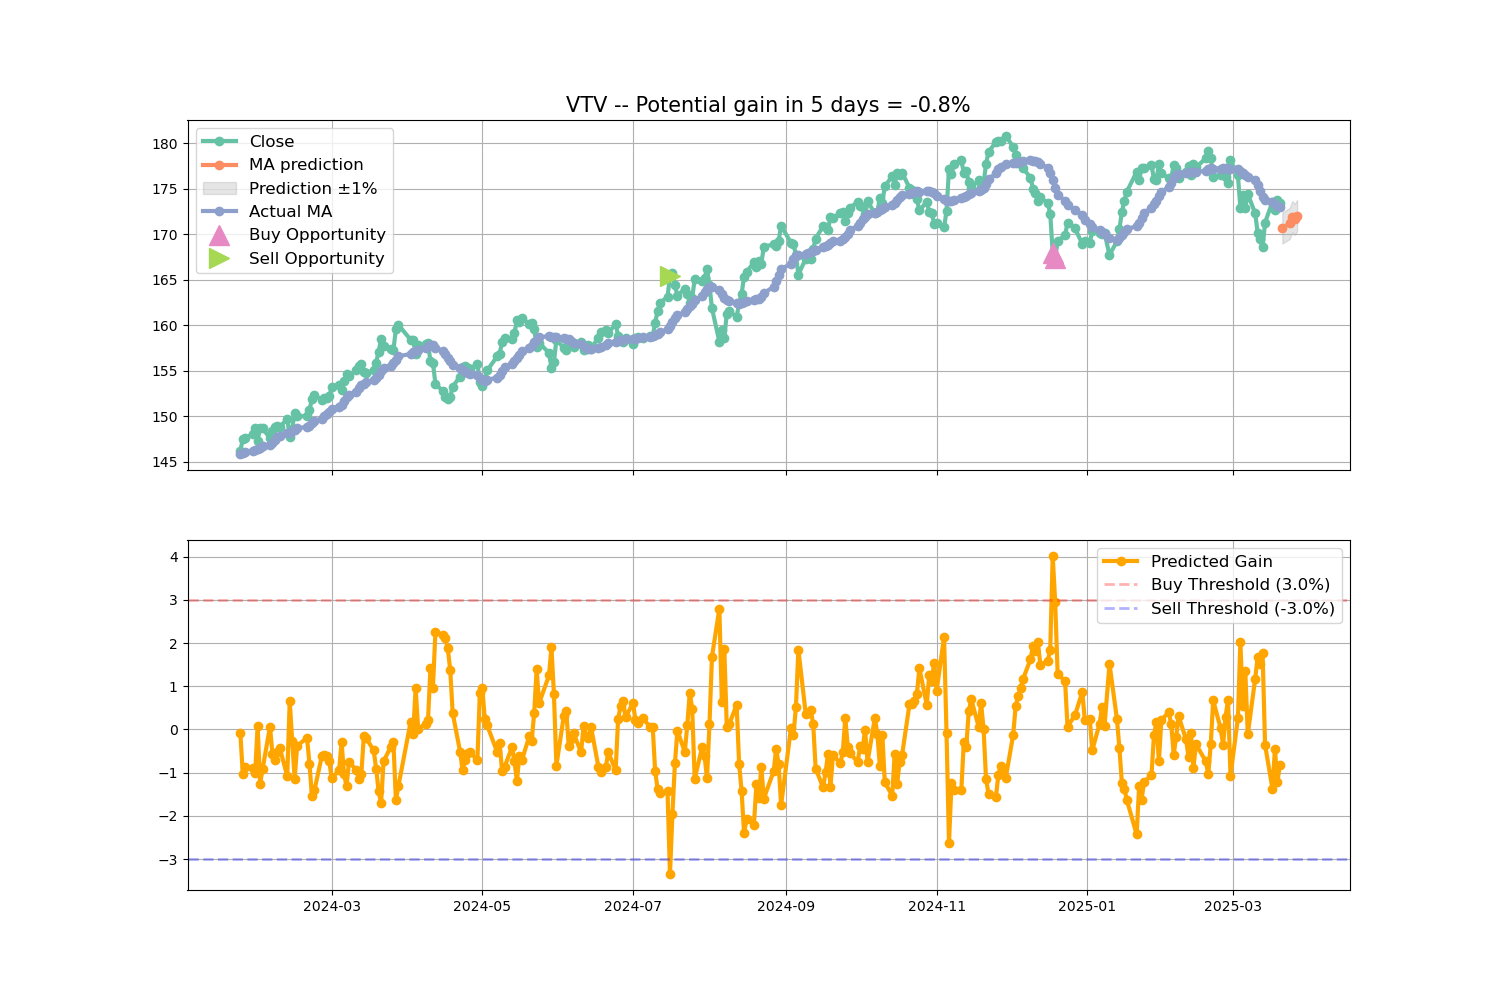 VTV -- Potential gain in 5 days = -0.8%
Close
MA prediction
Prediction ±1%
Actual MA
Buy Opportunity
Sell Opportunity
180
175
170
165
160
155
150
145
Predicted Gain
Buy Threshold (3.0%)
Sell Threshold (-3.0%)
4
3
2
1
0
−1
−2
−3
2024-03
2024-05
2024-07
2024-09
2024-11
2025-01
2025-03